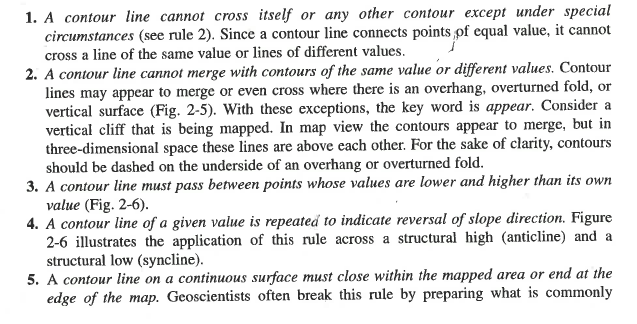 1. A contour line cannot cross itself or any other contour except under special
circumstances (see rule 2). Since a contour line connects points of equal value, it cannot
cross a line of the same value or lines of different values.
2. A contour line cannot merge with contours of the same value or different values. Contour
lines may appear to merge or even cross where there is an overhang, overturned fold, or
vertical surface (Fig. 2-5). With these exceptions, the key word is appear. Consider a
vertical cliff that is being mapped. In map view the contours appear to merge, but in
three-dimensional space these lines are above each other. For the sake of clarity, contours
should be dashed on the underside of an overhang or overturned fold.
3. A contour line must pass between points whose values are lower and higher than its own
value (Fig. 2-6).
4. A contour line of a given value is repeated to indicate reversal of slope direction. Figure
2-6 illustrates the application of this rule across a structural high (anticline) and a
structural low (syncline).
5. A contour line on a continuous surface must close within the mapped area or end at the
edge of the map. Geoscientists often break this rule by preparing what is commonly